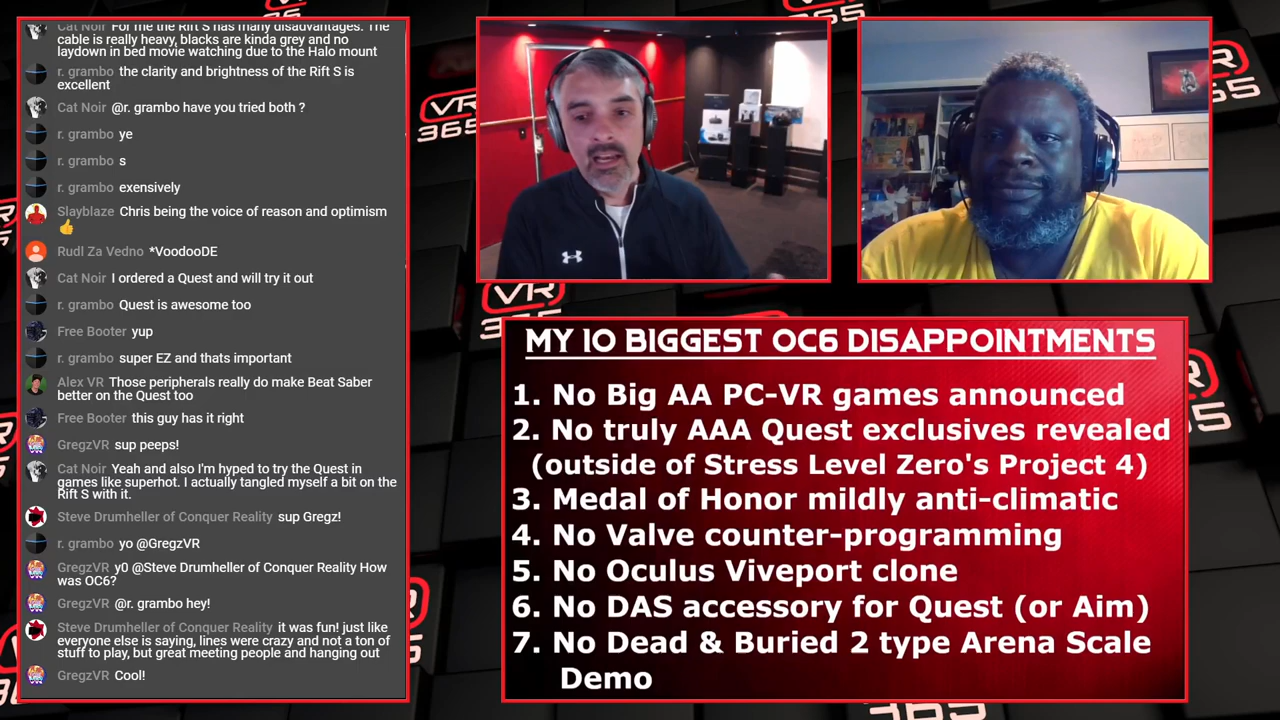 Cat Noir For me the Rift S has many disadvantages. The
cable is really heavy, blacks are kinda grey and no
laydown in bed movie watching due to the Halo mount
r. grambo the clarity and brightness of the Rift S is
excellent
Cat Noir @r. grambo have you tried both ?
r. grambo ye
r. grambo s
r. grambo exensively
Slayblaze Chris being the voice of reason and optimism
👍
Rudl Za Vedno *VoodooDE
Cat Noir I ordered a Quest and will try it out
r. grambo Quest is awesome too
Free Booter yup
r. grambo super EZ and thats important
Alex VR Those peripherals really do make Beat Saber
better on the Quest too
Free Booter this guy has it right
GregzVR sup peeps!
Cat Noir Yeah and also I'm hyped to try the Quest in
games like superhot. I actually tangled myself a bit on the
Rift S with it.
Steve Drumheller of Conquer Reality sup Gregz!
r. grambo yo @GregzVR
GregzVR y0 @Steve Drumheller of Conquer Reality How
was OC6?
GregzVR @r. grambo hey!
Steve Drumheller of Conquer Reality it was fun! just like
everyone else is saying, lines were crazy and not a ton of
stuff to play, but great meeting people and hanging out
GregzVR Cool!
VR
365
VR
365
MY 10 BIGGEST OC6 DISAPPOINTMENTS
1. No Big AA PC-VR games announced
2. No truly AAA Quest exclusives revealed
(outside of Stress Level Zero's Project 4)
3. Medal of Honor mildly anti-climatic
4. No Valve counter-programming
5. No Oculus Viveport clone
6. No DAS accessory for Quest (or Aim)
7. No Dead & Buried 2 type Arena Scale
Demo